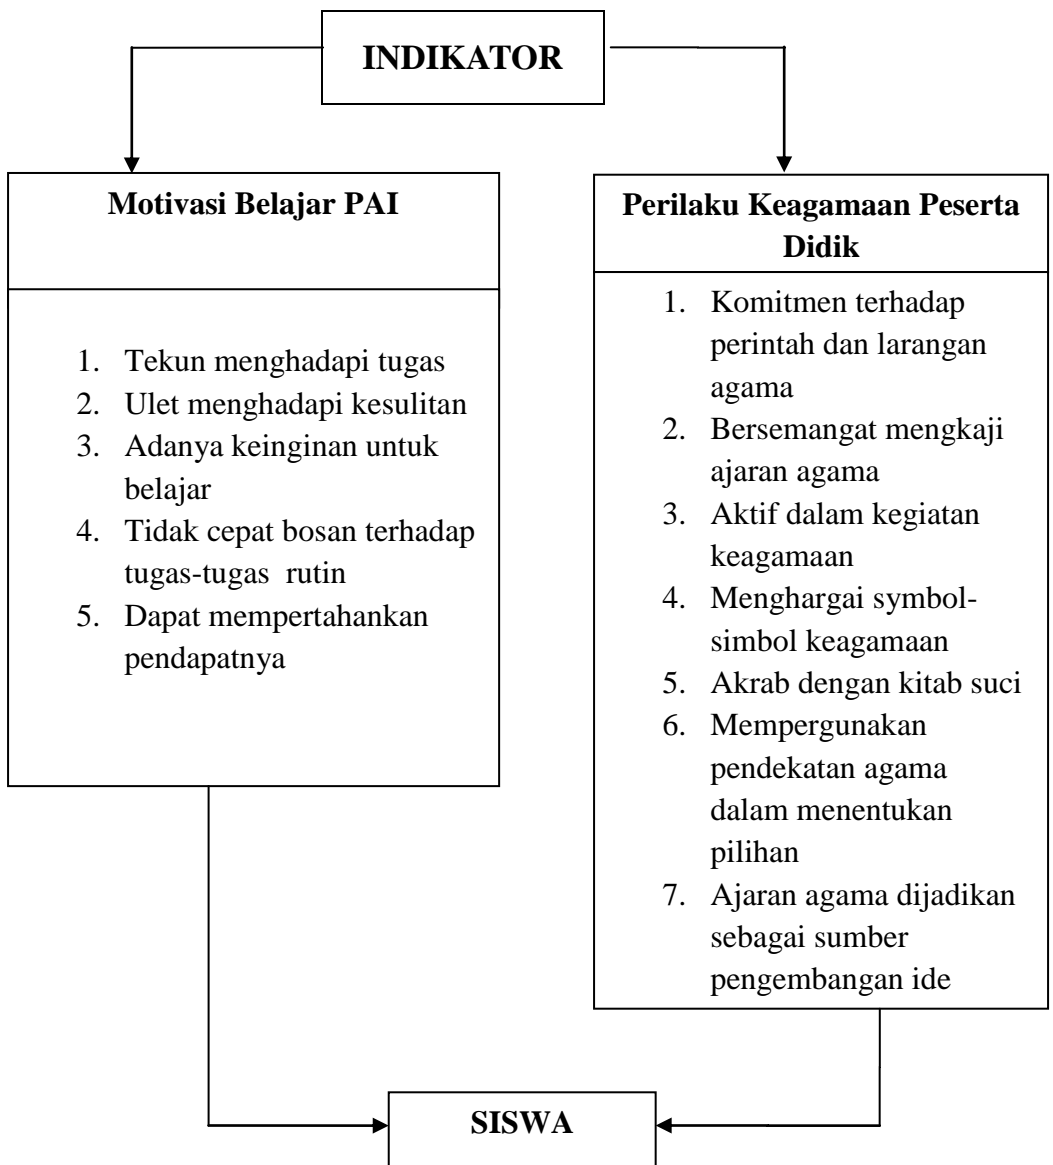 INDIKATOR
Motivasi Belajar PAI
1. Tekun menghadapi tugas
2. Ulet menghadapi kesulitan
3. Adanya keinginan untuk
belajar
4. Tidak cepat bosan terhadap
tugas-tugas rutin
5. Dapat mempertahankan
pendapatnya
Perilaku Keagamaan Peserta
Didik
1. Komitmen terhadap
perintah dan larangan
agama
2. Bersemangat mengkaji
ajaran agama
3. Aktif dalam kegiatan
keagamaan
4. Menghargai symbol-
simbol keagamaan
5. Akrab dengan kitab suci
6. Mempergunakan
pendekatan agama
dalam menentukan
pilihan
7. Ajaran agama dijadikan
sebagai sumber
pengembangan ide
SISWA